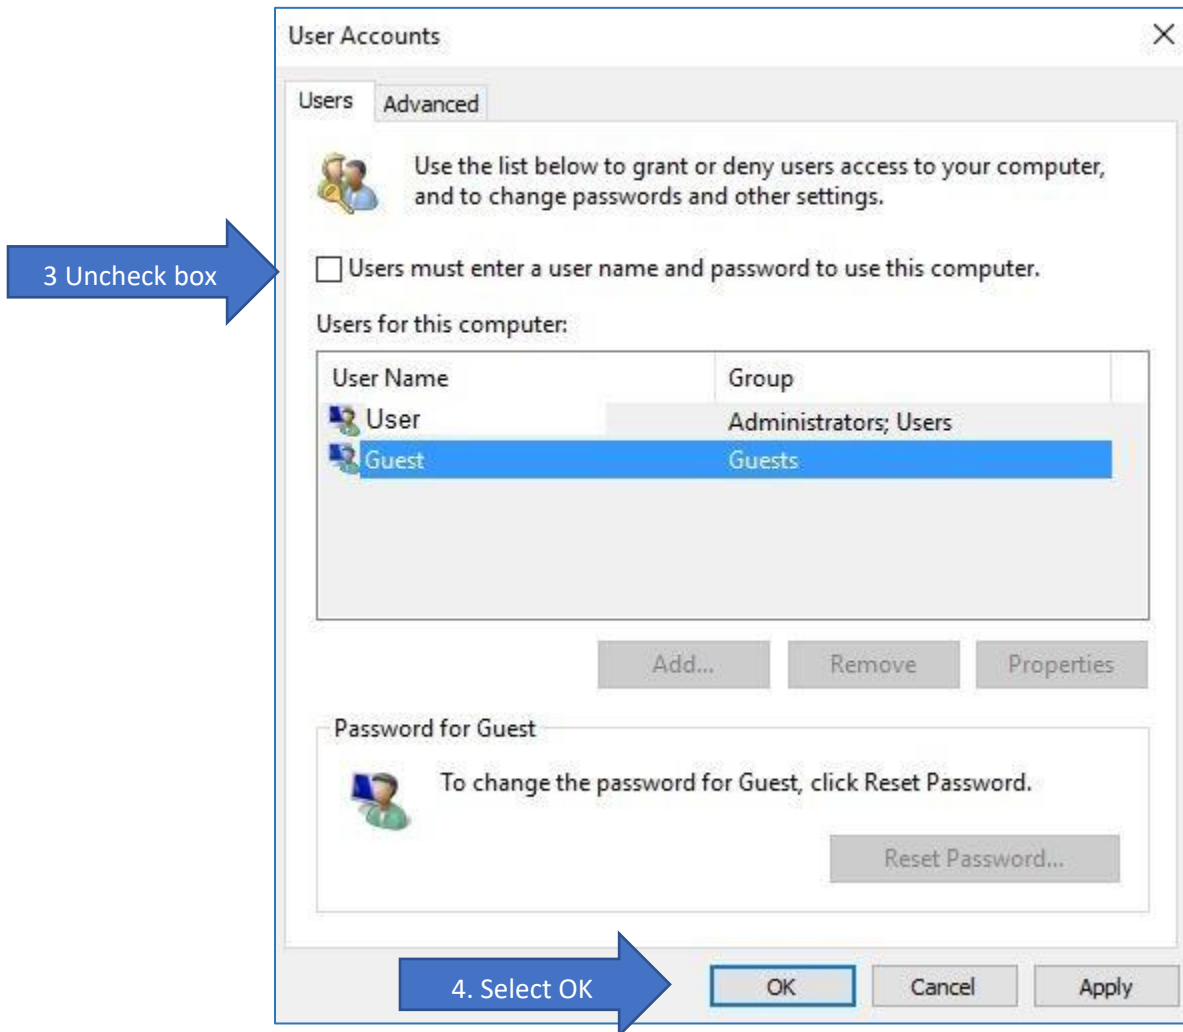 User Accounts
Users Advanced
Use the list below to grant or deny users access to your computer,
and to change passwords and other settings.
3 Uncheck box
Users must enter a user name and password to use this computer.
Users for this computer:
User Name Group
User Administrators; Users
Guest Guests
Add... Remove Properties
Password for Guest
To change the password for Guest, click Reset Password.
Reset Password...
4. Select OK
OK Cancel Apply